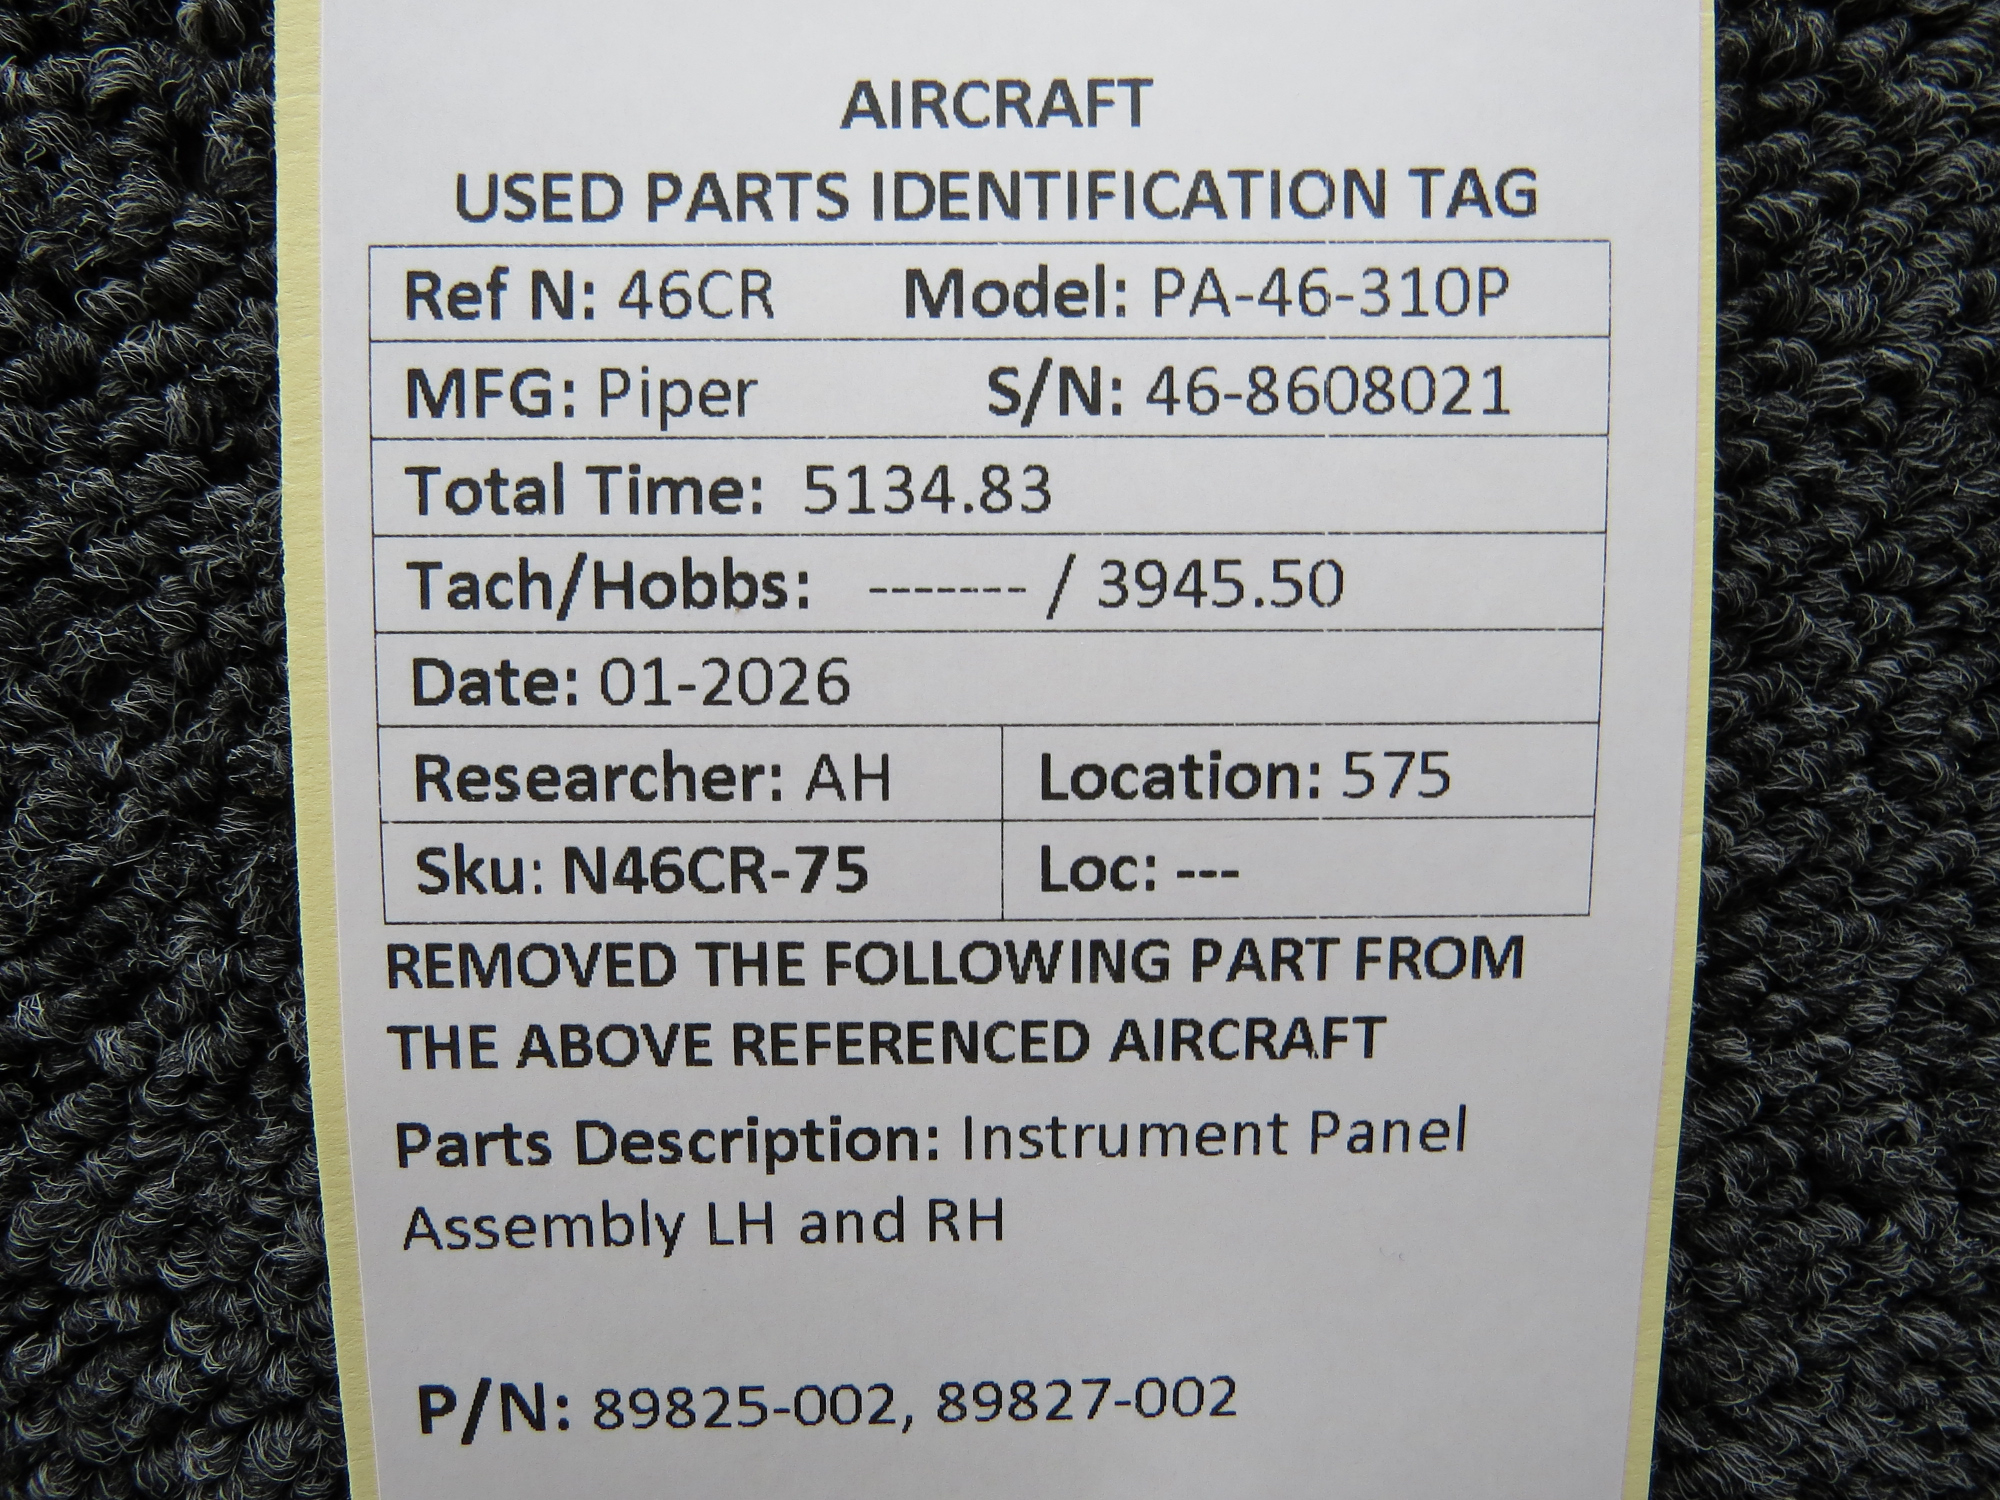 AIRCRAFT
USED PARTS IDENTIFICATION TAG
Ref N: 46CR Model: PA-46-310P
MFG: Piper S/N: 46-8608021
Total Time: 5134.83
Tach/Hobbs: ------- / 3945.50
Date: 01-2026
Researcher: AH Location: 575
Sku: N46CR-75 Loc: ---
REMOVED THE FOLLOWING PART FROM
THE ABOVE REFERENCED AIRCRAFT
Parts Description: Instrument Panel
Assembly LH and RH
P/N: 89825-002, 89827-002